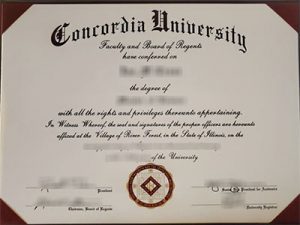 Concordia University
Faculty and Board of Regents
have conferred on
the degree of
with all the rights and privileges thereunto appertaining.
In Witness Whereof, the seal and signatures of the proper officers are hereunto
affixed at the Village of River Forest, in the State of Illinois, on the
of the University
President
President for Academics
Chairman, Board of Regents
University Registrar